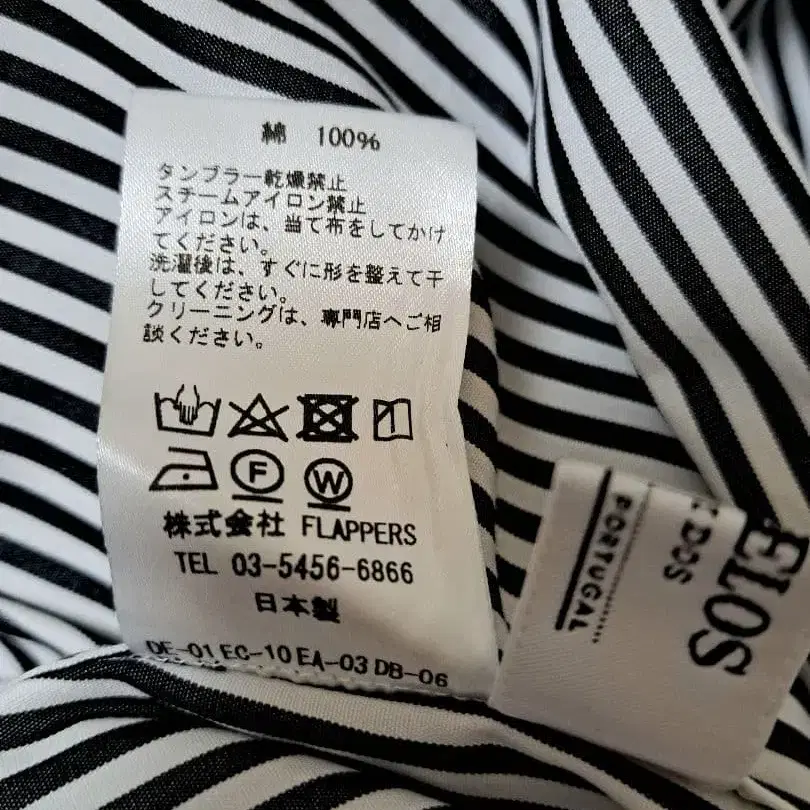 綿 100%
タンブラー乾燥禁止
スチームアイロン禁止
アイロンは、当て布をしてかけ
てください。
洗濯後は、すぐに形を整えて干
してください。
クリーニングは、専門店へご相
談ください。
F W
株式会社 FLAPPERS
TEL 03-5456-6866
日本製
DE-01 EC-10 EA-03 DB-06
ELOS
DOS
PORTUGAL